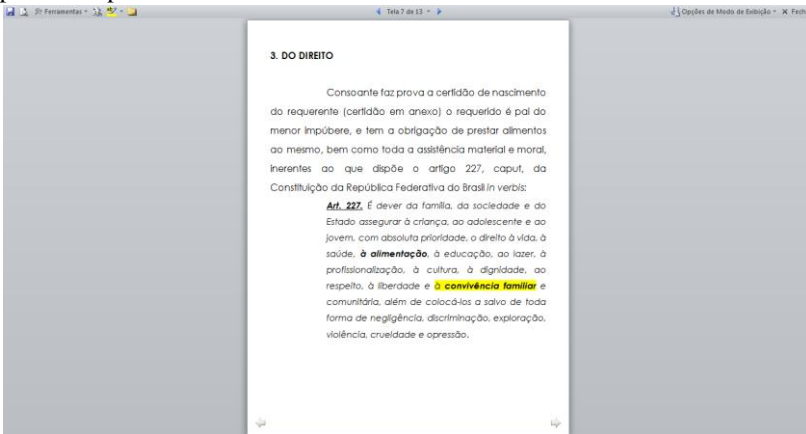 Ferramentas
Tela 7 de 13
Opções de Modo de Exibição
Fech
3. DO DIREITO
Consoante faz prova a certidão de nascimento
do requerente (certidão em anexo) o requerido é pai do
menor impúbere, e tem a obrigação de prestar alimentos
ao mesmo, bem como toda a assistência material e moral,
inerentes ao que dispõe o artigo 227, caput, da
Constituição da República Federativa do Brasil in verbis:
Art. 227. É dever da família, da sociedade e do
Estado assegurar à criança, ao adolescente e ao
jovem, com absoluta prioridade, o direito à vida, à
saúde, à alimentação, à educação, ao lazer, à
profissionalização, à cultura, à dignidade, ao
respeito, à liberdade e à convivência familiar e
comunitária, além de colocá-los a salvo de toda
forma de negligência, discriminação, exploração,
violência, crueldade e opressão.